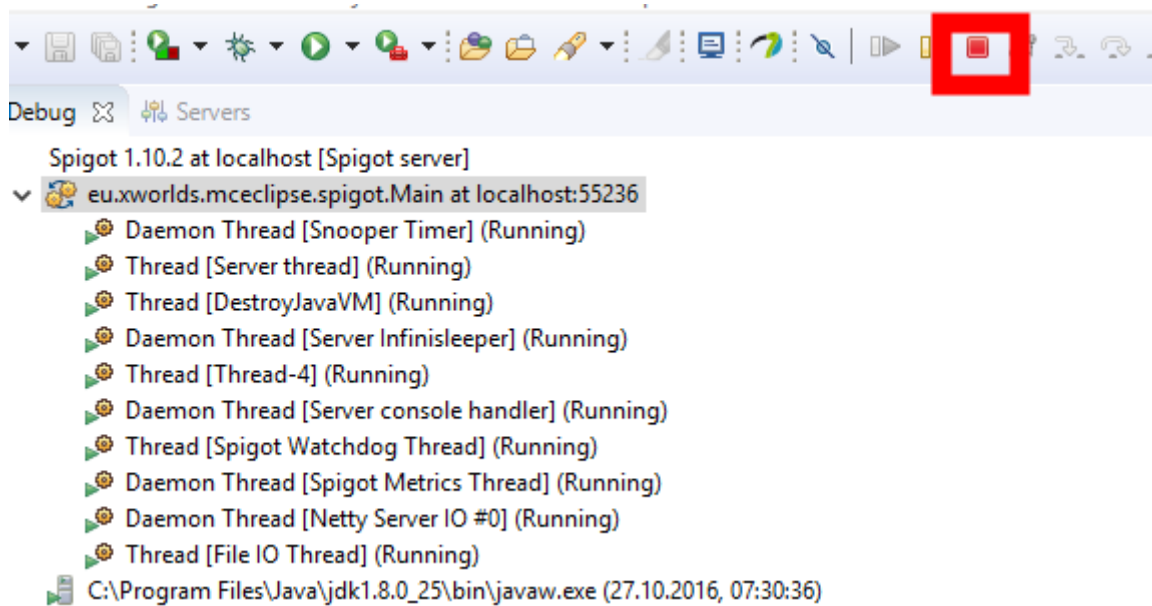 Debug Servers
Spigot 1.10.2 at localhost [Spigot server]
eu.xworlds.mceclipse.spigot.Main at localhost:55236
Daemon Thread [Snooper Timer] (Running)
Thread [Server thread] (Running)
Thread [DestroyJavaVM] (Running)
Daemon Thread [Server Infinisleeper] (Running)
Thread [Thread-4] (Running)
Daemon Thread [Server console handler] (Running)
Thread [Spigot Watchdog Thread] (Running)
Daemon Thread [Spigot Metrics Thread] (Running)
Daemon Thread [Netty Server IO #0] (Running)
Thread [File IO Thread] (Running)
C:\Program Files\Java\jdk1.8.0_25\bin\javaw.exe (27.10.2016, 07:30:36)